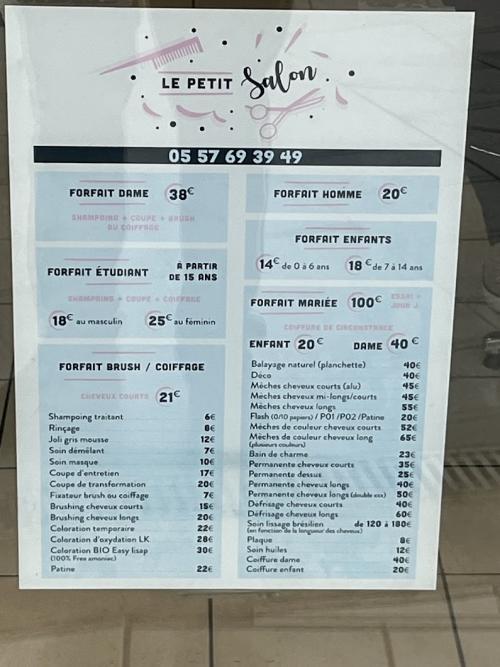 LE PETIT Salon
05 57 69 39 49
FORFAIT DAME 38€
SHAMPOING + COUPE + BRUSH
OU COIFFAGE
FORFAIT ÉTUDIANT À PARTIR
DE 15 ANS
SHAMPOING + COUPE + COIFFAGE
18€ au masculin 25€ au féminin
FORFAIT BRUSH / COIFFAGE
CHEVEUX COURTS 21€
Shampoing traitant 6€
Rinçage 8€
Joli gris mousse 12€
Soin démêlant 7€
Soin masque 10€
Coupe d'entretien 17€
Coupe de transformation 20€
Fixateur brush ou coiffage 7€
Brushing cheveux courts 15€
Brushing cheveux longs 20€
Coloration temporaire 22€
Coloration d'oxydation LK 28€
Coloration BIO Easy lisap 30€
(100% Free amoniac)
Patine 22€
FORFAIT HOMME 20€
FORFAIT ENFANTS
14€ de 0 à 6 ans 18€ de 7 à 14 ans
FORFAIT MARIÉE 100€ ESSAI +
JOUR J
COIFFURE DE CIRCONSTANCE
ENFANT 20€ DAME 40€
Balayage naturel (planchette) 40€
Déco 40€
Mèches cheveux courts (alu) 45€
Mèches cheveux mi-longs/courts 45€
Mèches cheveux longs 55€
Flash (0/10 papiers) / PO1 /PO2 /Patine 20€
Mèches de couleur cheveux courts 52€
Mèches de couleur cheveux long 65€
(plusieurs couleurs)
Bain de charme 23€
Permanente cheveux courts 35€
Permanente dessus 25€
Permanente cheveux longs 40€
Permanente cheveux longs (double xxx) 50€
Défrisage cheveux courts 40€
Défrisage cheveux longs 60€
Soin lissage brésilien de 120 à 180€
(en fonction de la longueur des cheveux)
Plaque 8€
Soin huiles 12€
Coiffure dame 40€
Coiffure enfant 20€